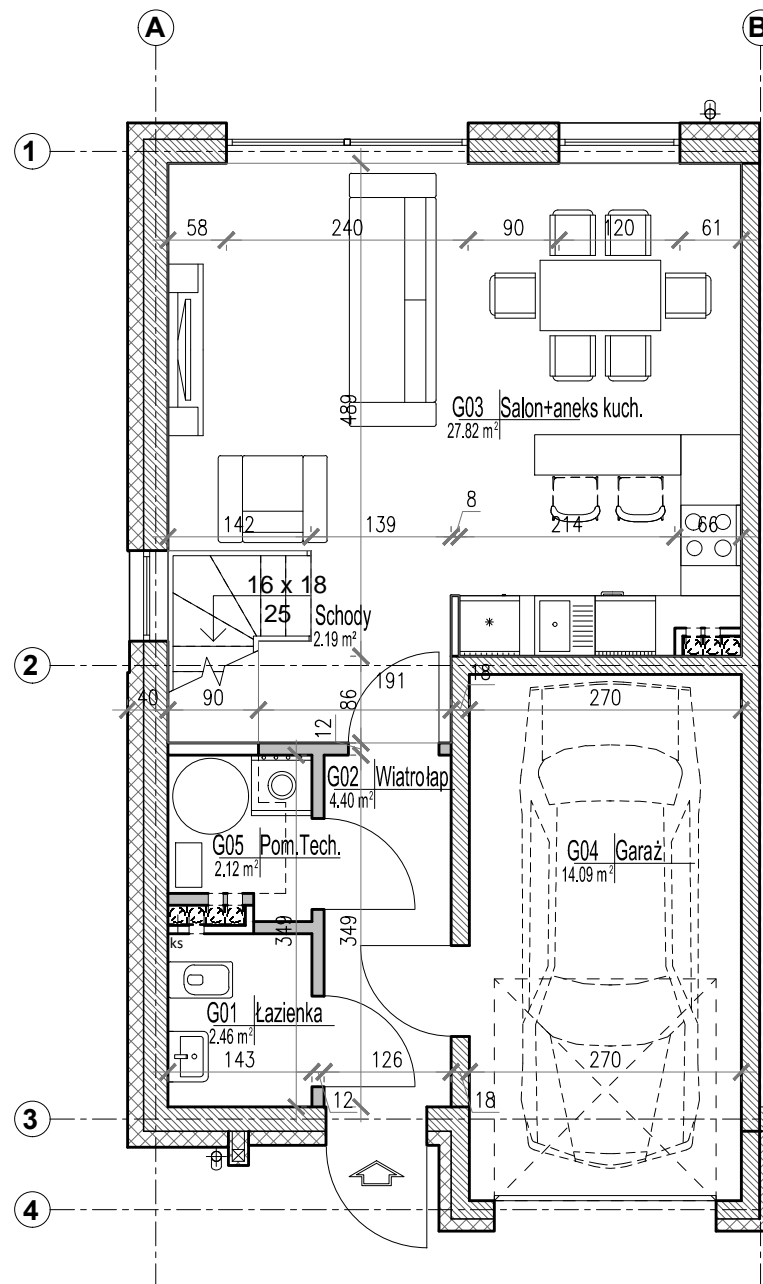 A
B
1
58
240
90
120
61
489
G03 Salon+aneks kuch.
27.82 m²
8
142
139
214
66
16 x 18
25
Schody
2.19 m²
2
191
18
40
90
86
270
12
G02 Wiatrołap
4.40 m²
G05 Pom.Tech.
2.12 m²
G04 Garaż
14.09 m²
349
349
ks
G01 Łazienka
2.46 m²
143
126
270
12
18
3
4